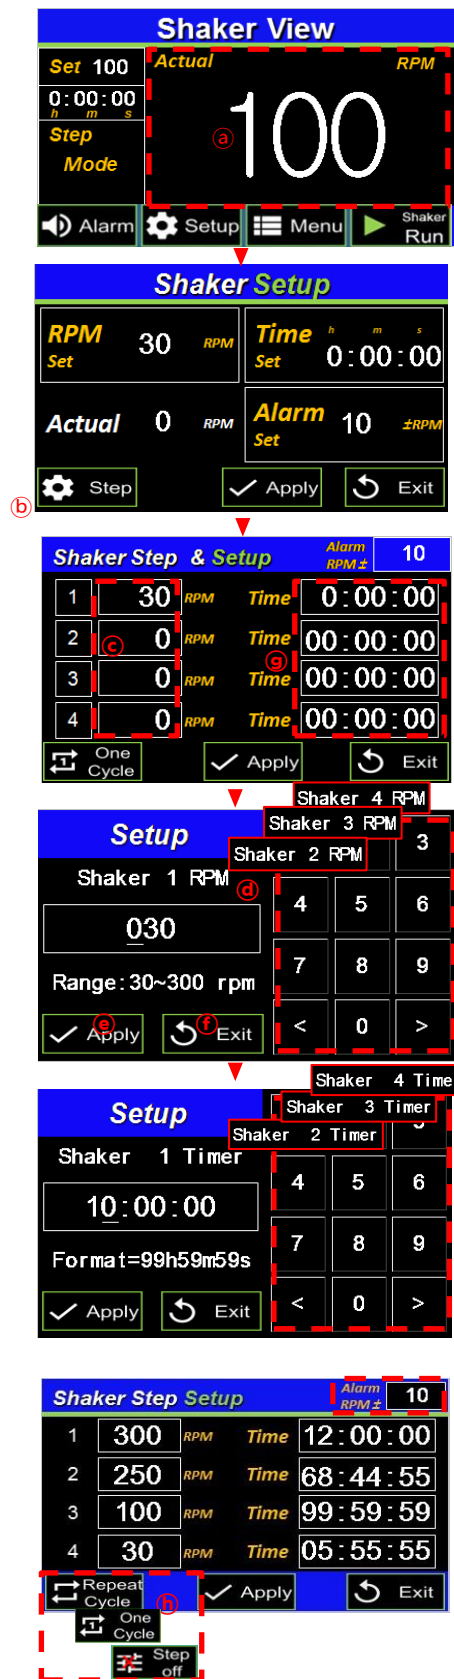 Shaker View
Set 100
Actual
RPM
0:00:00
h m s
Step
Mode
ⓐ
100
Alarm
Setup
Menu
Shaker
Run
Shaker Setup
RPM
Set
30
RPM
Time
Set
h m s
0:00:00
Actual
0
RPM
Alarm
Set
10
±RPM
ⓑ
Step
Apply
Exit
Shaker Step & Setup
Alarm
RPM±
10
1 30 RPM Time 0:00:00
2 0 RPM Time 00:00:00
ⓒ ⓖ
3 0 RPM Time 00:00:00
4 0 RPM Time 00:00:00
1
One
Cycle
Apply
Exit
Shaker 4 RPM
Shaker 3 RPM
Shaker 2 RPM
Setup
Shaker 1 RPM
ⓓ
030
Range:30~300 rpm
ⓔ
Apply
ⓕ
Exit
3
4 5 6
7 8 9
< 0 >
Shaker 4 Time
Shaker 3 Timer
Shaker 2 Timer
Setup
Shaker 1 Timer
10:00:00
Format=99h59m59s
Apply
Exit
4 5 6
7 8 9
< 0 >
Shaker Step Setup
Alarm
RPM±
10
1 300 RPM Time 12:00:00
2 250 RPM Time 68:44:55
3 100 RPM Time 99:59:59
4 30 RPM Time 05:55:55
Repeat
Cycle
ⓗ
Apply
Exit
1
One
Cycle
Step
off